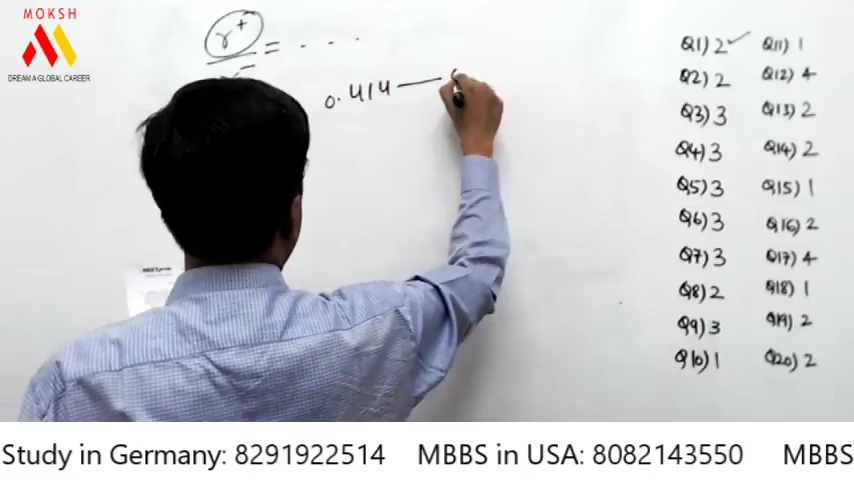 MOKSH
DREAM A GLOBAL CAREER
r+ = . . .
r-
0.414 —
Q1) 2 ✓ Q11) 1
Q2) 2 Q12) 4
Q3) 3 Q13) 2
Q4) 3 Q14) 2
Q5) 3 Q15) 1
Q6) 3 Q16) 2
Q7) 3 Q17) 4
Q8) 2 Q18) 1
Q9) 3 Q19) 2
Q10) 1 Q20) 2
Study in Germany: 8291922514 MBBS in USA: 8082143550 MBBS